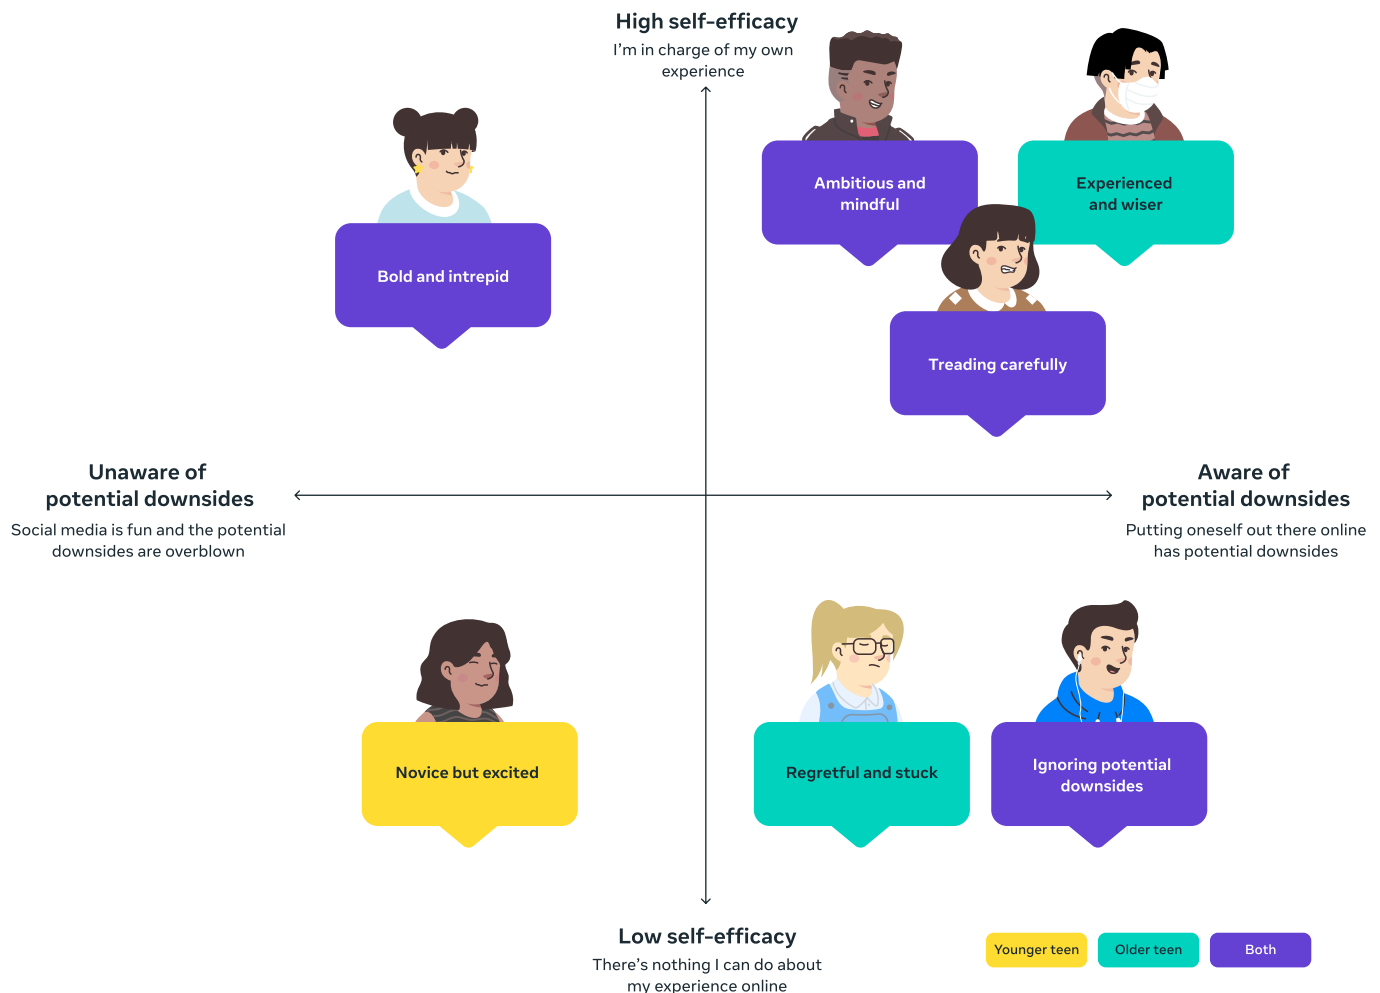 High self-efficacy
I'm in charge of my own
experience
Ambitious and
mindful
Experienced
and wiser
Bold and intrepid
Treading carefully
Unaware of
potential downsides
Social media is fun and the potential
downsides are overblown
Aware of
potential downsides
Putting oneself out there online
has potential downsides
Novice but excited
Regretful and stuck
Ignoring potential
downsides
Low self-efficacy
There's nothing I can do about
my experience online
Younger teen
Older teen
Both